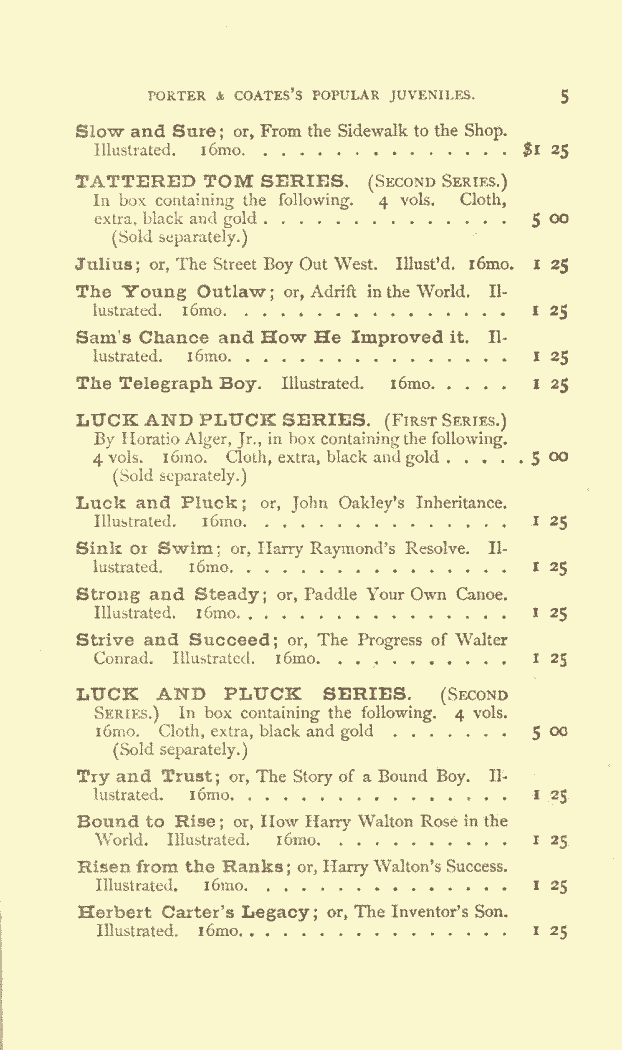 PORTER & COATES'S POPULAR JUVENILES. 5
Slow and Sure; or, From the Sidewalk to the Shop.
Illustrated. 16mo. . . . . . . . . . . . . . . . $1 25
TATTERED TOM SERIES. (SECOND SERIES.)
In box containing the following. 4 vols. Cloth,
extra, black and gold . . . . . . . . . . . . . . 5 00
(Sold separately.)
Julius; or, The Street Boy Out West. Illust'd. 16mo. 1 25
The Young Outlaw; or, Adrift in the World. Il-
lustrated. 16mo. . . . . . . . . . . . . . . . . 1 25
Sam's Chance and How He Improved it. Il-
lustrated. 16mo. . . . . . . . . . . . . . . . . 1 25
The Telegraph Boy. Illustrated. 16mo. . . . . 1 25
LUCK AND PLUCK SERIES. (FIRST SERIES.)
By Horatio Alger, Jr., in box containing the following.
4 vols. 16mo. Cloth, extra, black and gold . . . . . 5 00
(Sold separately.)
Luck and Pluck; or, John Oakley's Inheritance.
Illustrated. 16mo. . . . . . . . . . . . . . . . 1 25
Sink or Swim; or, Harry Raymond's Resolve. Il-
lustrated. 16mo. . . . . . . . . . . . . . . . . 1 25
Strong and Steady; or, Paddle Your Own Canoe.
Illustrated. 16mo. . . . . . . . . . . . . . . . 1 25
Strive and Succeed; or, The Progress of Walter
Conrad. Illustrated. 16mo. . . . . . . . . . . 1 25
LUCK AND PLUCK SERIES. (SECOND
SERIES.) In box containing the following. 4 vols.
16mo. Cloth, extra, black and gold . . . . . . . 5 00
(Sold separately.)
Try and Trust; or, The Story of a Bound Boy. Il-
lustrated. 16mo. . . . . . . . . . . . . . . . . 1 25
Bound to Rise; or, How Harry Walton Rose in the
World. Illustrated. 16mo. . . . . . . . . . . . 1 25
Risen from the Ranks; or, Harry Walton's Success.
Illustrated. 16mo. . . . . . . . . . . . . . . . 1 25
Herbert Carter's Legacy; or, The Inventor's Son.
Illustrated. 16mo. . . . . . . . . . . . . . . . 1 25